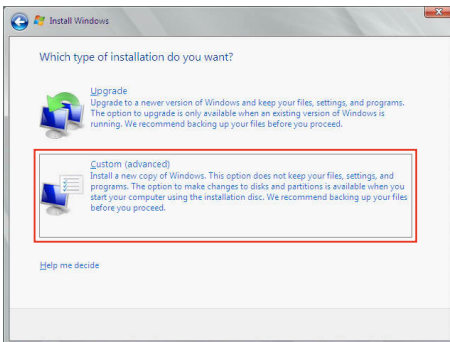 Install Windows
Which type of installation do you want?
Upgrade
Upgrade to a newer version of Windows and keep your files, settings, and programs.
The option to upgrade is only available when an existing version of Windows is
running. We recommend backing up your files before you proceed.
Custom (advanced)
Install a new copy of Windows. This option does not keep your files, settings, and
programs. The option to make changes to disks and partitions is available when you
start your computer using the installation disc. We recommend backing up your files
before you proceed.
Help me decide